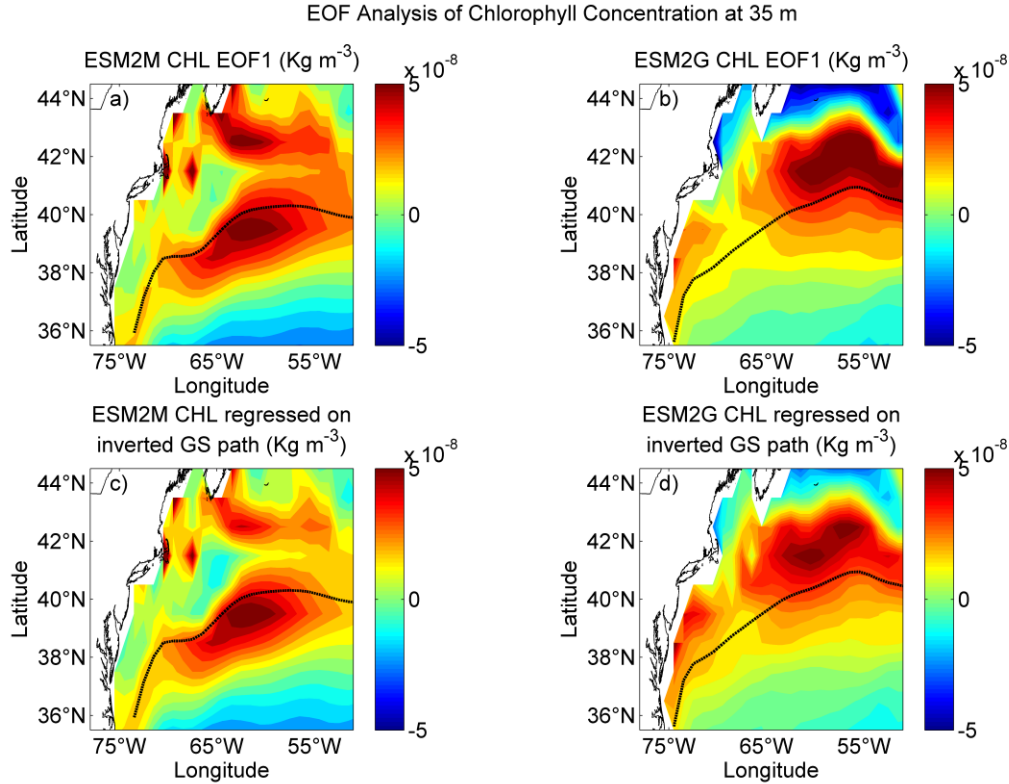 EOF Analysis of Chlorophyll Concentration at 35 m
ESM2M CHL EOF1 (Kg m⁻³)
x 10⁻⁸
a)
44°N
42°N
40°N
38°N
36°N
Latitude
75°W 65°W 55°W
Longitude
5
0
-5
ESM2G CHL EOF1 (Kg m⁻³)
x 10⁻⁸
b)
44°N
42°N
40°N
38°N
36°N
Latitude
75°W 65°W 55°W
Longitude
5
0
-5
ESM2M CHL regressed on
inverted GS path (Kg m⁻³)
x 10⁻⁸
c)
44°N
42°N
40°N
38°N
36°N
Latitude
75°W 65°W 55°W
Longitude
5
0
-5
ESM2G CHL regressed on
inverted GS path (Kg m⁻³)
x 10⁻⁸
d)
44°N
42°N
40°N
38°N
36°N
Latitude
75°W 65°W 55°W
Longitude
5
0
-5